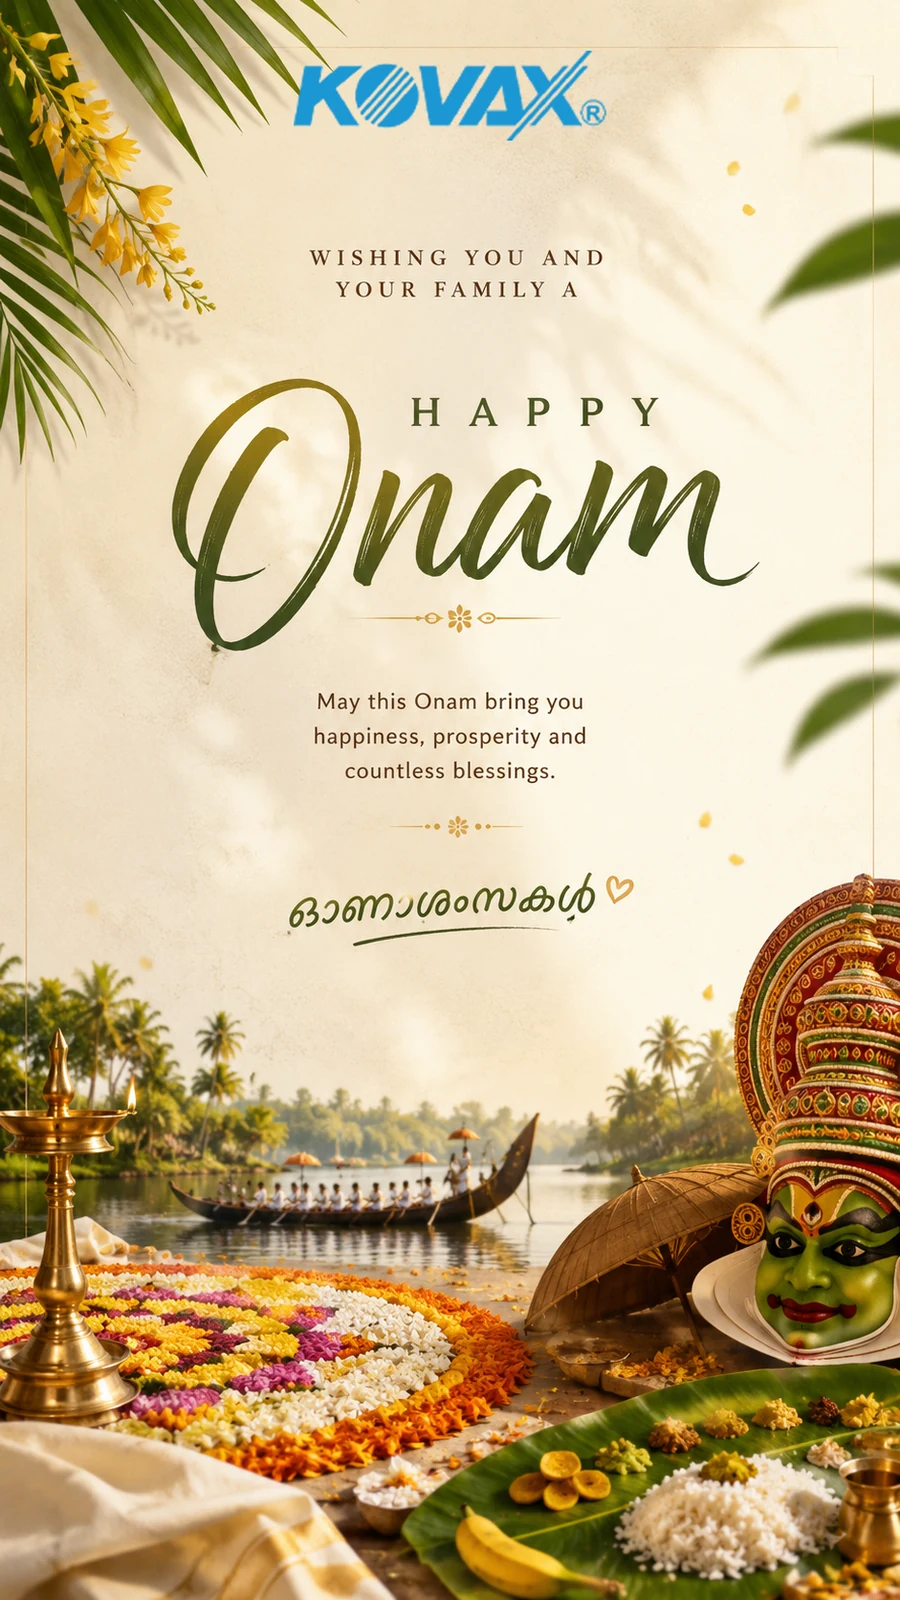 KOVAX®
WISHING YOU AND
YOUR FAMILY A
HAPPY
Onam
May this Onam bring you
happiness, prosperity and
countless blessings.
ഓണാശംസകൾ